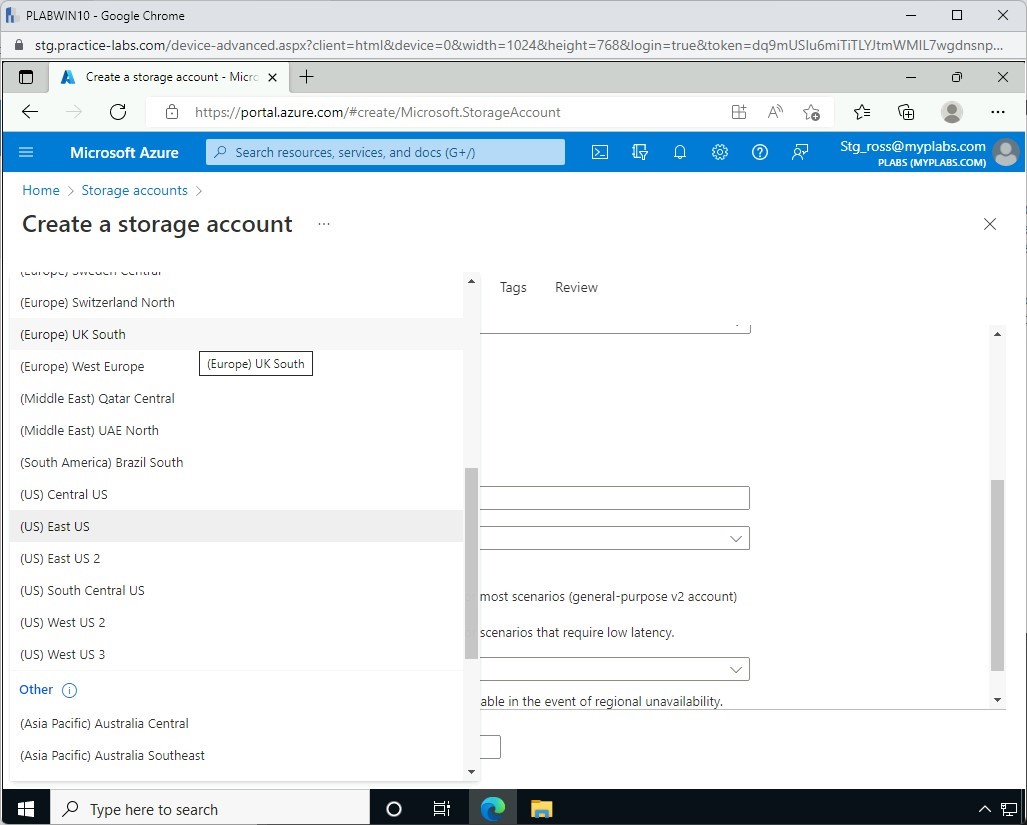 PLABWIN10 - Google Chrome
stg.practice-labs.com/device-advanced.aspx?client=html&device=0&width=1024&height=768&login=true&token=dq9mUSlu6miTiTLYJtmWMIL7wgdnsnp...
Create a storage account - Micro
https://portal.azure.com/#create/Microsoft.StorageAccount
Microsoft Azure
Search resources, services, and docs (G+/)
Stg_ross@myplabs.com
PLABS (MYPLABS.COM)
Home > Storage accounts >
Create a storage account ...
(Europe) Sweden Central
Tags Review
(Europe) Switzerland North
(Europe) UK South
(Europe) UK South
(Europe) West Europe
(Middle East) Qatar Central
(Middle East) UAE North
(South America) Brazil South
(US) Central US
(US) East US
(US) East US 2
(US) South Central US
most scenarios (general-purpose v2 account)
(US) West US 2
scenarios that require low latency.
(US) West US 3
Other
able in the event of regional unavailability.
(Asia Pacific) Australia Central
(Asia Pacific) Australia Southeast
Type here to search